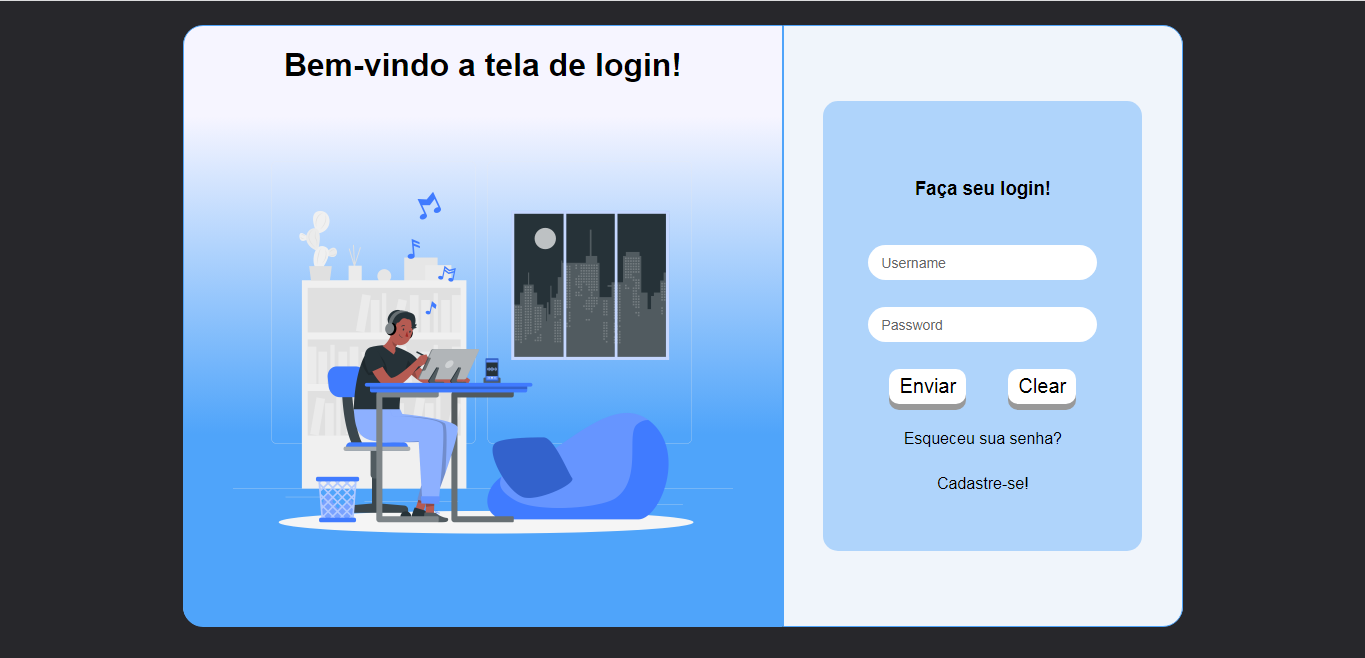 Bem-vindo a tela de login!
Faça seu login!
Username
Password
Enviar Clear
Esqueceu sua senha?
Cadastre-se!